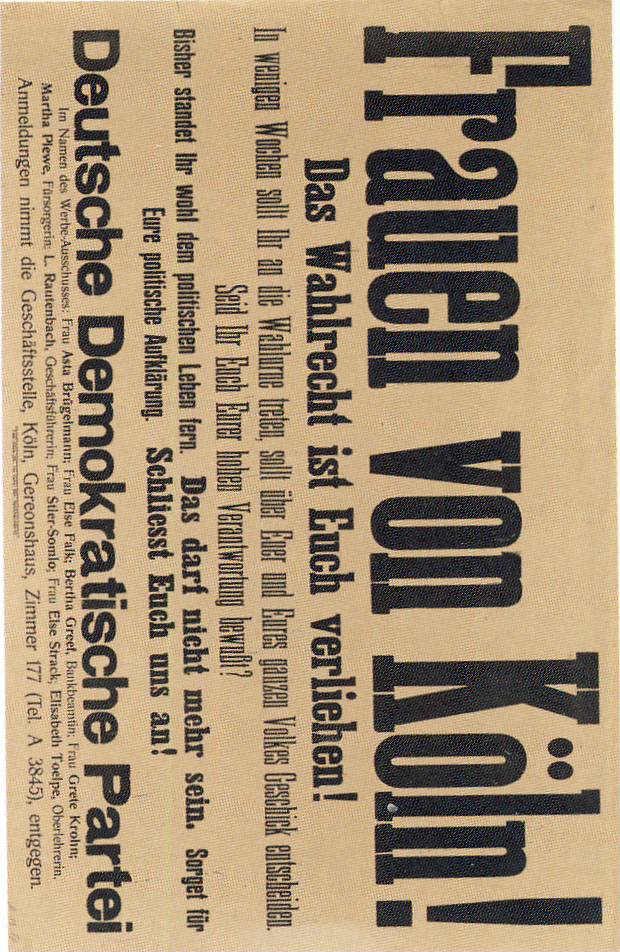 Frauen von Köln!
Das Wahlrecht ist Euch verliehen!
In wenigen Wochen sollt Ihr an die Wahlurne treten, sollt über Euer und Eures ganzen Volkes Geschick entscheiden.
Seid Ihr Euch Eurer hohen Verantwortung bewußt?
Bisher standet Ihr wohl dem politischen Leben fern. Das darf nicht mehr sein. Sorget für
Eure politische Aufklärung. Schliesst Euch uns an!
Deutsche Demokratische Partei
Im Namen des Werbe-Ausschusses: Frau Asta Brügelmann; Frau Else Falk; Bertha Greef, Bankbeamtin; Frau Grete Krohn;
Martha Plewe, Fürsorgerin; L. Rautenbach, Geschäftsführerin; Frau Stier-Somlo; Frau Else Strack; Elisabeth Toelpe, Oberlehrerin.
Anmeldungen nimmt die Geschäftsstelle, Köln, Gereonshaus, Zimmer 177 (Tel. A 3845), entgegen.